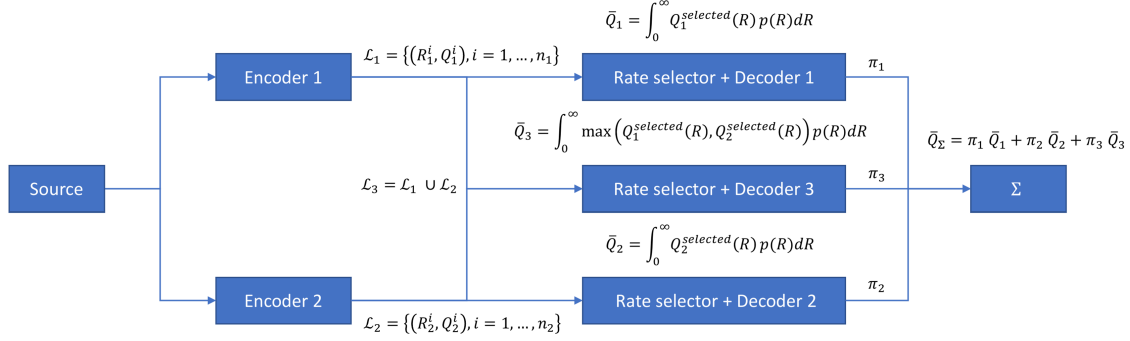 Q̄₁ = ∫₀^∞ Q₁^selected(R) p(R)dR
ℒ₁ = {(R₁ⁱ, Q₁ⁱ), i = 1, …, n₁}
Encoder 1
Rate selector + Decoder 1
π₁
Q̄₃ = ∫₀^∞ max(Q₁^selected(R), Q₂^selected(R)) p(R)dR
Q̄_Σ = π₁ Q̄₁ + π₂ Q̄₂ + π₃ Q̄₃
Source
ℒ₃ = ℒ₁ ∪ ℒ₂
Rate selector + Decoder 3
π₃
Σ
Q̄₂ = ∫₀^∞ Q₂^selected(R) p(R)dR
Encoder 2
Rate selector + Decoder 2
π₂
ℒ₂ = {(R₂ⁱ, Q₂ⁱ), i = 1, …, n₂}